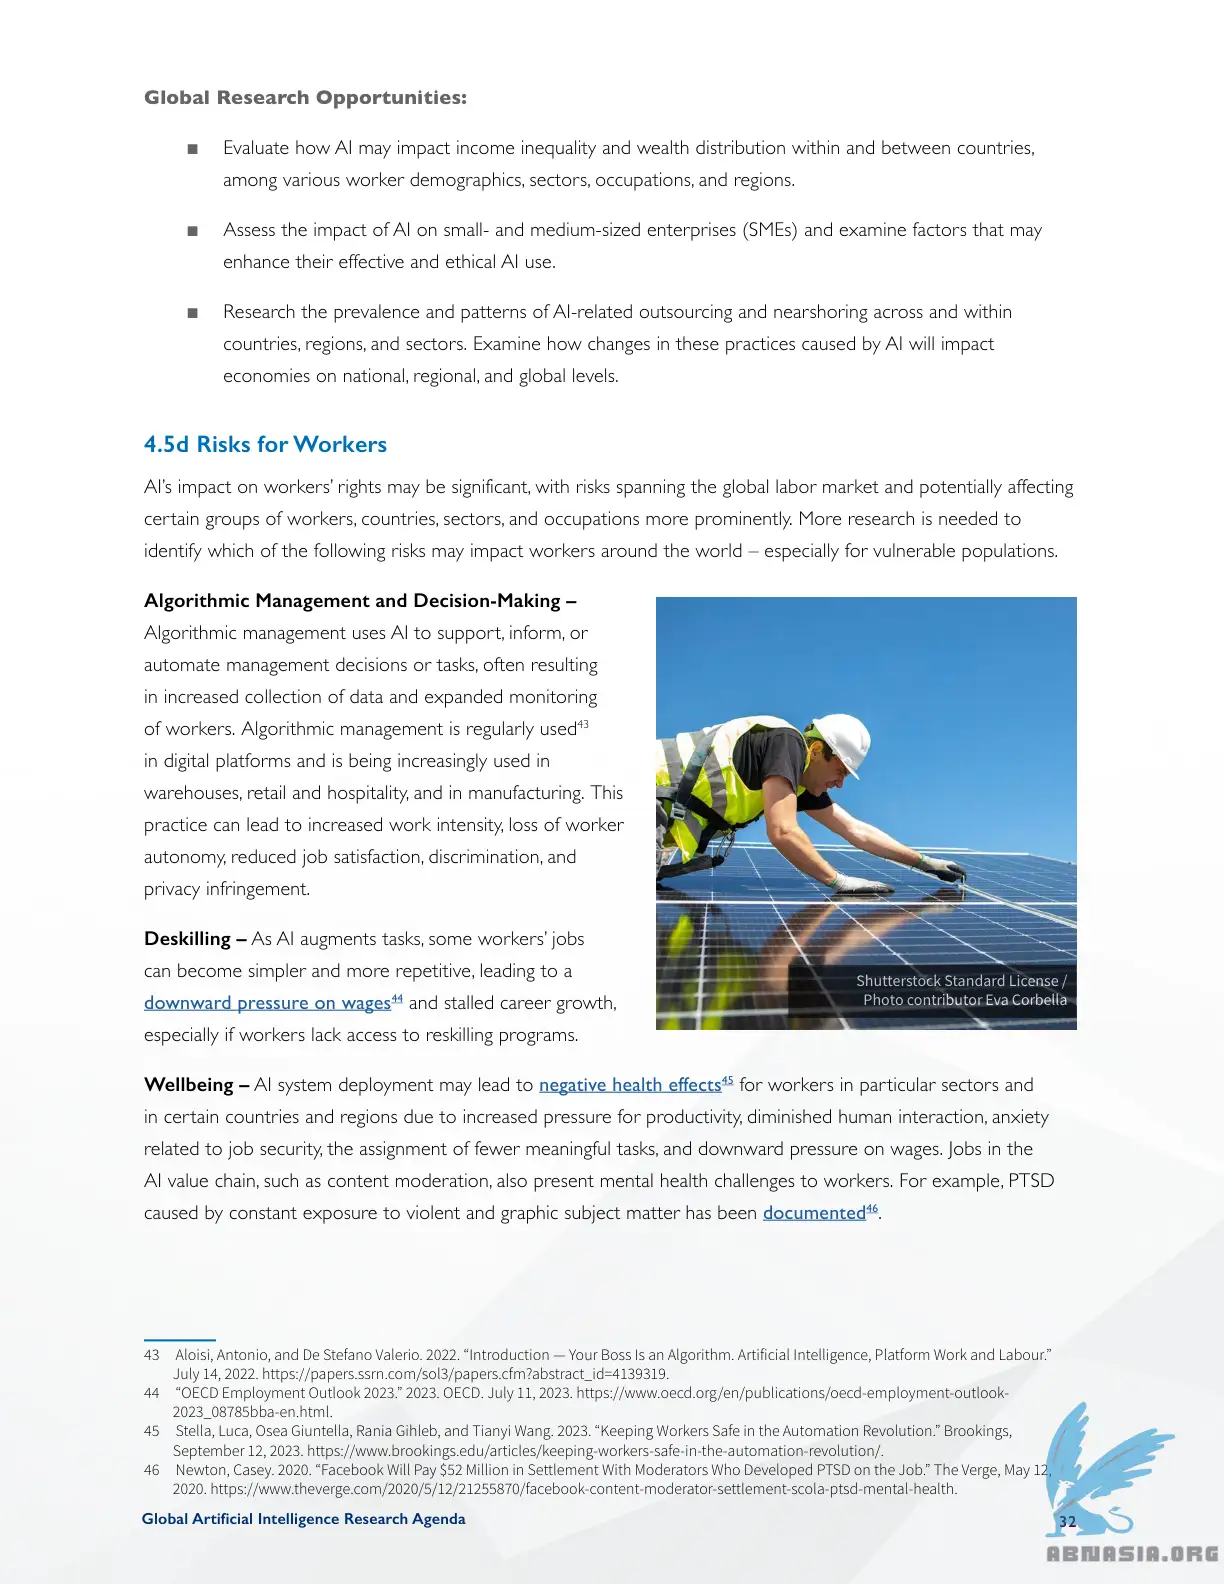 Global Research Opportunities:
■ Evaluate how AI may impact income inequality and wealth distribution within and between countries,
among various worker demographics, sectors, occupations, and regions.
■ Assess the impact of AI on small- and medium-sized enterprises (SMEs) and examine factors that may
enhance their effective and ethical AI use.
■ Research the prevalence and patterns of AI-related outsourcing and nearshoring across and within
countries, regions, and sectors. Examine how changes in these practices caused by AI will impact
economies on national, regional, and global levels.
4.5d Risks for Workers
AI’s impact on workers’ rights may be significant, with risks spanning the global labor market and potentially affecting
certain groups of workers, countries, sectors, and occupations more prominently. More research is needed to
identify which of the following risks may impact workers around the world – especially for vulnerable populations.
Algorithmic Management and Decision-Making –
Algorithmic management uses AI to support, inform, or
automate management decisions or tasks, often resulting
in increased collection of data and expanded monitoring
of workers. Algorithmic management is regularly used43
in digital platforms and is being increasingly used in
warehouses, retail and hospitality, and in manufacturing. This
practice can lead to increased work intensity, loss of worker
autonomy, reduced job satisfaction, discrimination, and
privacy infringement.
Deskilling – As AI augments tasks, some workers’ jobs
can become simpler and more repetitive, leading to a
downward pressure on wages44 and stalled career growth,
especially if workers lack access to reskilling programs.
Shutterstock Standard License /
Photo contributor Eva Corbella
Wellbeing – AI system deployment may lead to negative health effects45 for workers in particular sectors and
in certain countries and regions due to increased pressure for productivity, diminished human interaction, anxiety
related to job security, the assignment of fewer meaningful tasks, and downward pressure on wages. Jobs in the
AI value chain, such as content moderation, also present mental health challenges to workers. For example, PTSD
caused by constant exposure to violent and graphic subject matter has been documented46.
43 Aloisi, Antonio, and De Stefano Valerio. 2022. “Introduction — Your Boss Is an Algorithm. Artificial Intelligence, Platform Work and Labour.”
July 14, 2022. https://papers.ssrn.com/sol3/papers.cfm?abstract_id=4139319.
44 “OECD Employment Outlook 2023.” 2023. OECD. July 11, 2023. https://www.oecd.org/en/publications/oecd-employment-outlook-
2023_08785bba-en.html.
45 Stella, Luca, Osea Giuntella, Rania Gihleb, and Tianyi Wang. 2023. “Keeping Workers Safe in the Automation Revolution.” Brookings,
September 12, 2023. https://www.brookings.edu/articles/keeping-workers-safe-in-the-automation-revolution/.
46 Newton, Casey. 2020. “Facebook Will Pay $52 Million in Settlement With Moderators Who Developed PTSD on the Job.” The Verge, May 12,
2020. https://www.theverge.com/2020/5/12/21255870/facebook-content-moderator-settlement-scola-ptsd-mental-health.
Global Artificial Intelligence Research Agenda
32
ABNASIA.ORG